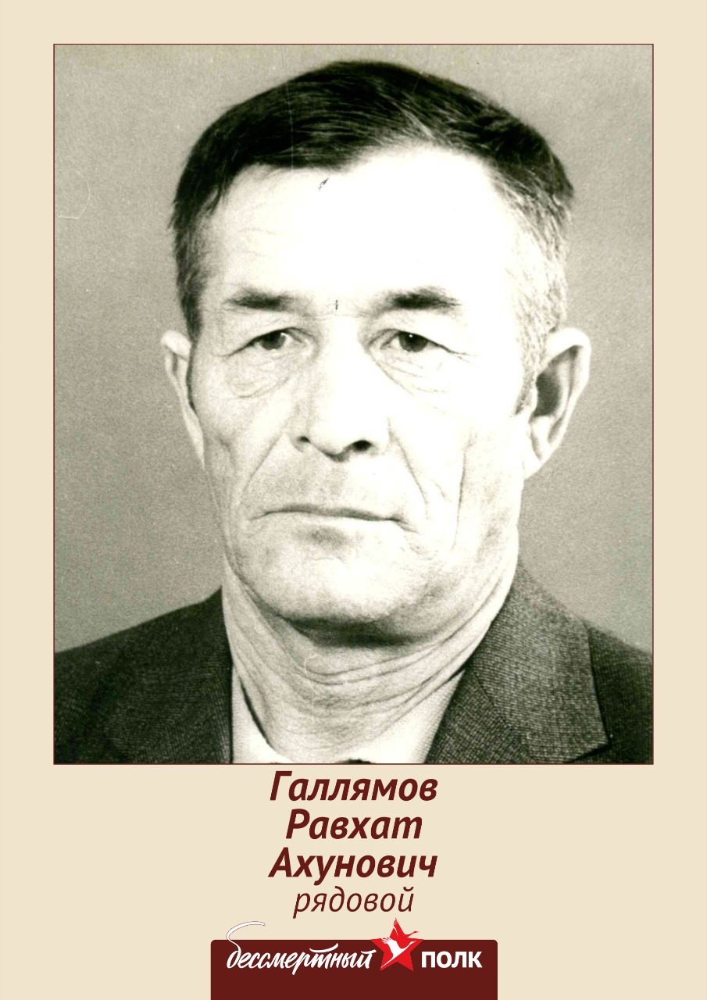 Галлямов
Равхат
Ахунович
рядовой
бессмертный ПОЛК